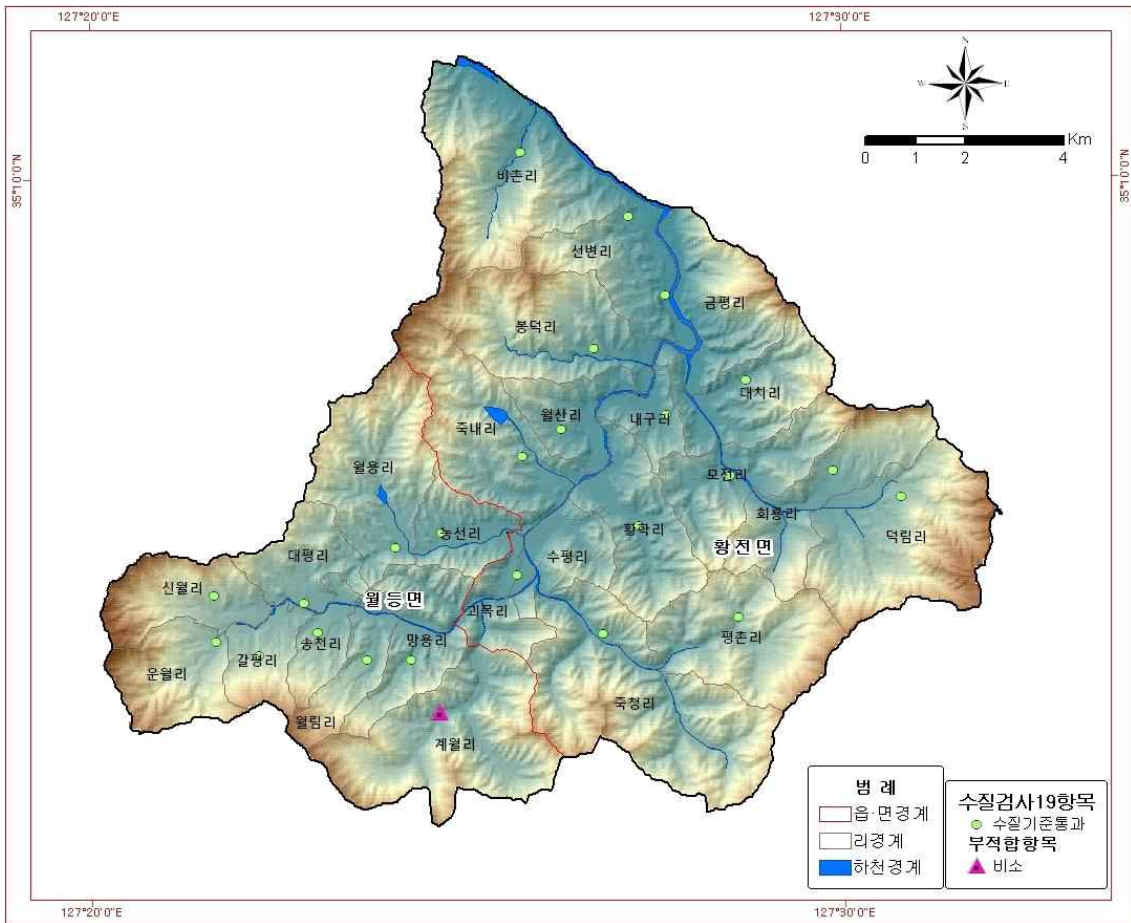 127°20'0"E
127°30'0"E
35°10'0"N
35°10'0"N
N
W
E
S
Km
0
1
2
4
비촌리
선변리
금평리
봉덕리
대치리
월산리
내구리
죽내리
월용리
모전리
회룡리
덕림리
농선리
황학리
황전면
수평리
대평리
신월리
월등면
괴목리
평촌리
송천리
망용리
갈평리
운월리
죽청리
월림리
계월리
범 례
읍·면경계
리경계
하천경계
수질검사19항목
수질기준통과
부적합항목
비소
127°20'0"E
127°30'0"E